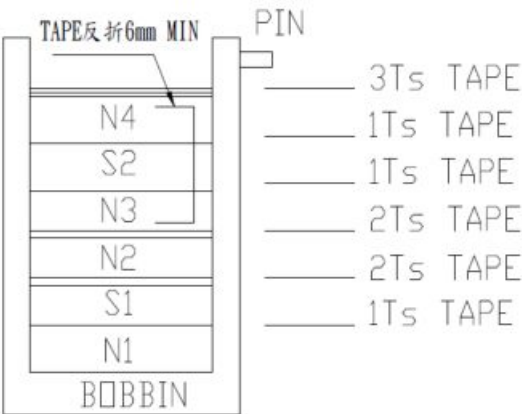 TAPE反折6mm MIN
PIN
3Ts TAPE
N4
1Ts TAPE
S2
1Ts TAPE
N3
2Ts TAPE
N2
2Ts TAPE
S1
1Ts TAPE
N1
BOBBIN